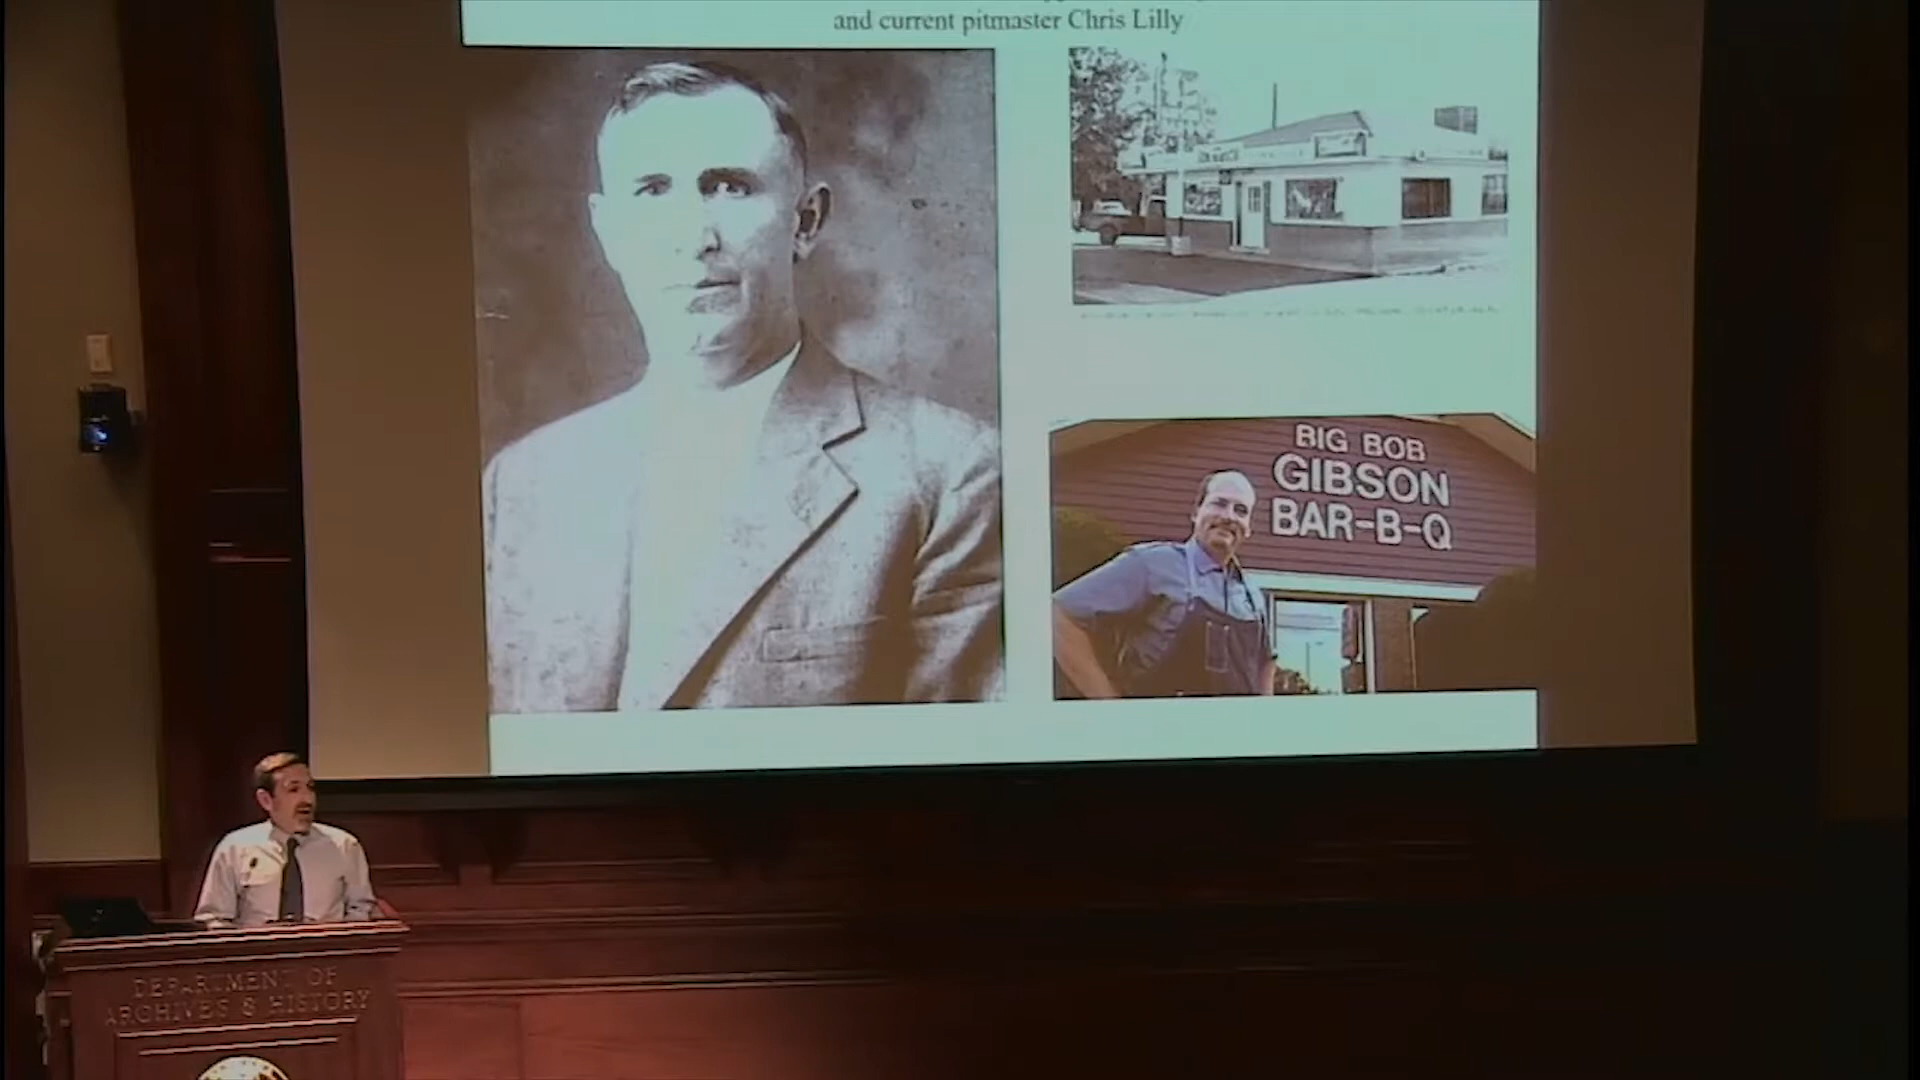 and current pitmaster Chris Lilly
BIG BOB
GIBSON
BAR-B-Q
DEPARTMENT OF
ARCHIVES & HISTORY